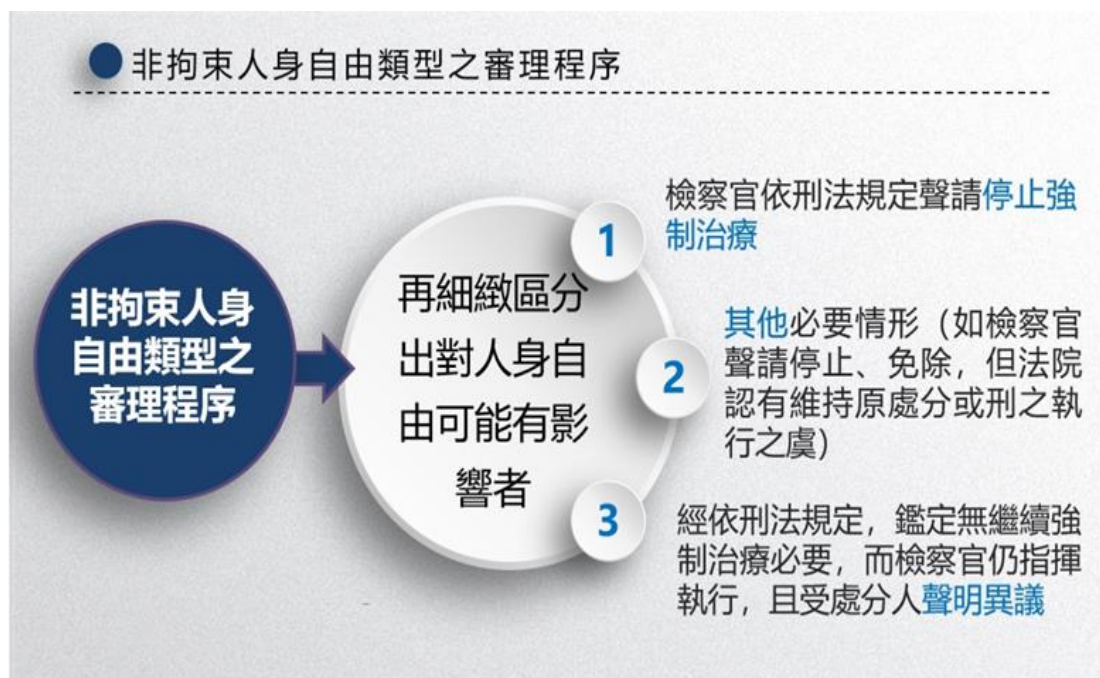 非拘束人身自由類型之審理程序
非拘束人身
自由類型之
審理程序
再細緻區分
出對人身自
由可能有影
響者
1
檢察官依刑法規定聲請停止強
制治療
2
其他必要情形（如檢察官
聲請停止、免除，但法院
認有維持原處分或刑之執
行之虞）
3
經依刑法規定，鑑定無繼續強
制治療必要，而檢察官仍指揮
執行，且受處分人聲明異議